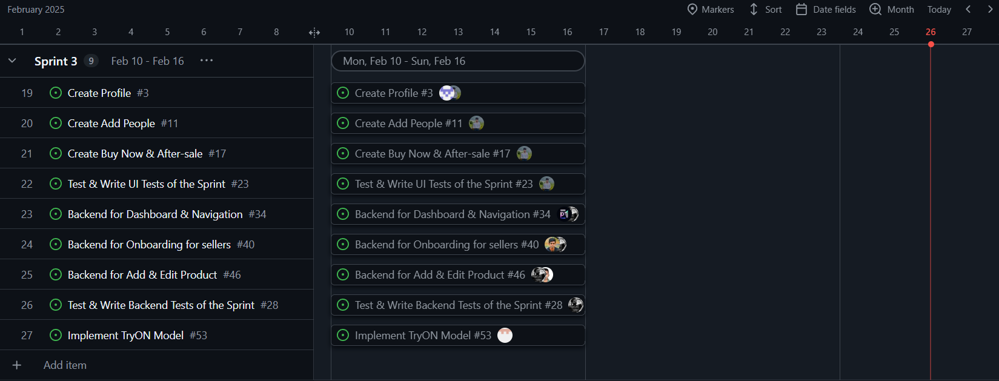 February 2025
Markers Sort Date fields Month Today
1 2 3 4 5 6 7 8 10 11 12 13 14 15 16 17 18 19 20 21 22 23 24 25 26 27
Sprint 3 9 Feb 10 - Feb 16 ... Mon, Feb 10 - Sun, Feb 16
19 Create Profile #3 Create Profile #3
20 Create Add People #11 Create Add People #11
21 Create Buy Now & After-sale #17 Create Buy Now & After-sale #17
22 Test & Write UI Tests of the Sprint #23 Test & Write UI Tests of the Sprint #23
23 Backend for Dashboard & Navigation #34 Backend for Dashboard & Navigation #34
24 Backend for Onboarding for sellers #40 Backend for Onboarding for sellers #40
25 Backend for Add & Edit Product #46 Backend for Add & Edit Product #46
26 Test & Write Backend Tests of the Sprint #28 Test & Write Backend Tests of the Sprint #28
27 Implement TryON Model #53 Implement TryON Model #53
+ Add item